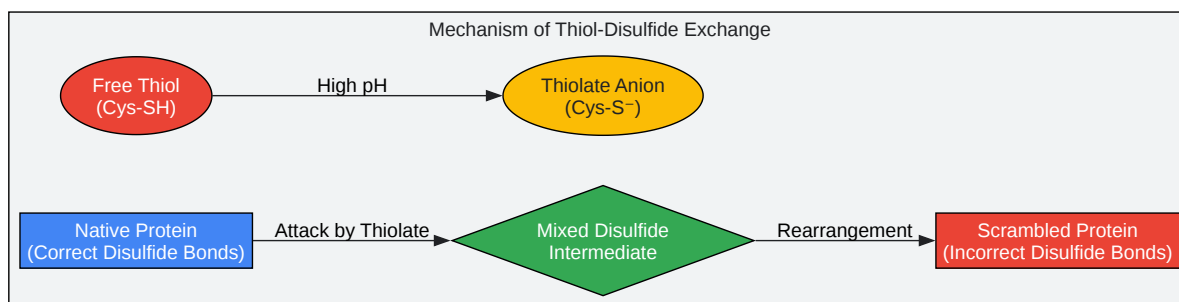 Mechanism of Thiol-Disulfide Exchange
Free Thiol
(Cys-SH)
High pH
Thiolate Anion
(Cys-S⁻)
Native Protein
(Correct Disulfide Bonds)
Attack by Thiolate
Mixed Disulfide
Intermediate
Rearrangement
Scrambled Protein
(Incorrect Disulfide Bonds)